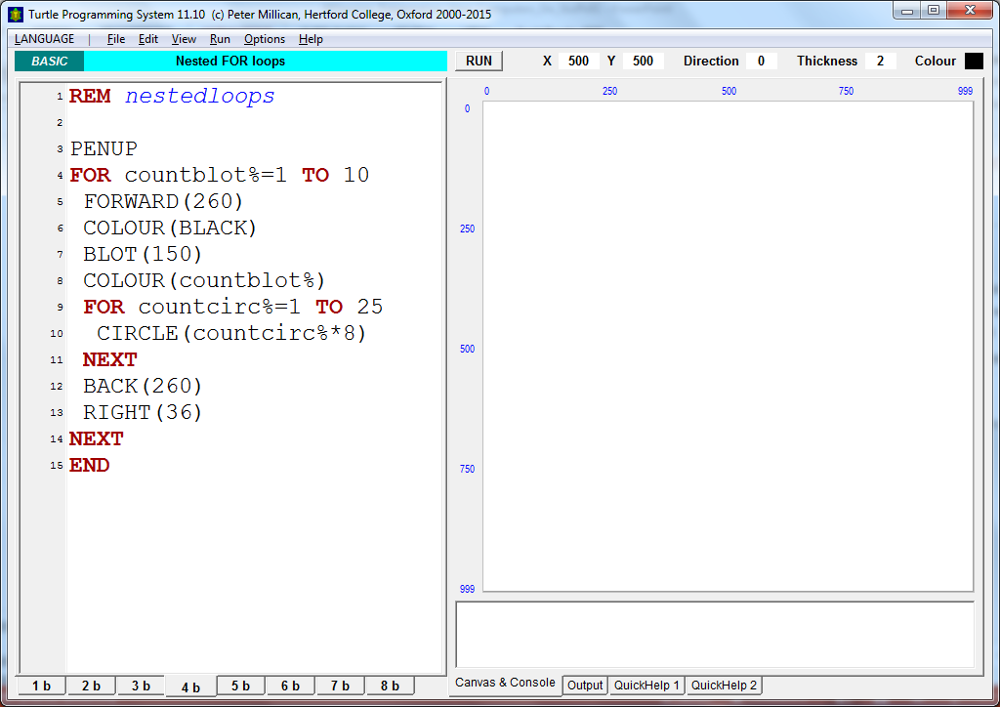 Turtle Programming System 11.10 (c) Peter Millican, Hertford College, Oxford 2000-2015
LANGUAGE | File Edit View Run Options Help
BASIC Nested FOR loops RUN X 500 Y 500 Direction 0 Thickness 2 Colour
1 REM nestedloops
2
3 PENUP
4 FOR countblot%=1 TO 10
5 FORWARD(260)
6 COLOUR(BLACK)
7 BLOT(150)
8 COLOUR(countblot%)
9 FOR countcirc%=1 TO 25
10 CIRCLE(countcirc%*8)
11 NEXT
12 BACK(260)
13 RIGHT(36)
14 NEXT
15 END
0 250 500 750 999
0
250
500
750
999
1 b 2 b 3 b 4 b 5 b 6 b 7 b 8 b
Canvas & Console Output QuickHelp 1 QuickHelp 2